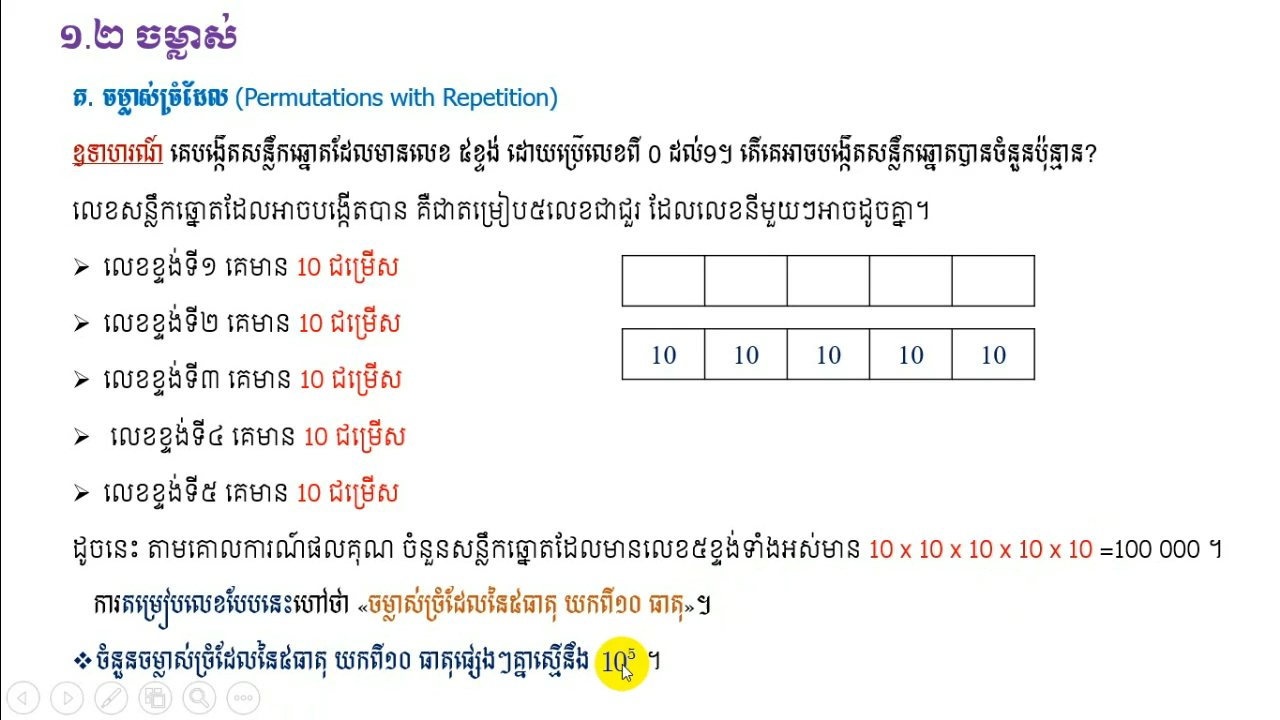 ១.២ ចម្លាស់
គ. ចម្លាស់ច្រំដែល (Permutations with Repetition)
ឧទាហរណ៍ គេបង្កើតសន្លឹកឆ្នោតដែលមានលេខ ៥ខ្ទង់ ដោយប្រើលេខពី 0 ដល់9។ តើគេអាចបង្កើតសន្លឹកឆ្នោតបានចំនួនប៉ុន្មាន?
លេខសន្លឹកឆ្នោតដែលអាចបង្កើតបាន គឺជាតម្រៀប៥លេខជាជួរ ដែលលេខនីមួយៗអាចដូចគ្នា។
➢ លេខខ្ទង់ទី១ គេមាន 10 ជម្រើស
➢ លេខខ្ទង់ទី២ គេមាន 10 ជម្រើស
10 10 10 10 10
➢ លេខខ្ទង់ទី៣ គេមាន 10 ជម្រើស
➢ លេខខ្ទង់ទី៤ គេមាន 10 ជម្រើស
➢ លេខខ្ទង់ទី៥ គេមាន 10 ជម្រើស
ដូចនេះ តាមគោលការណ៍ផលគុណ ចំនួនសន្លឹកឆ្នោតដែលមានលេខ៥ខ្ទង់ទាំងអស់មាន 10 x 10 x 10 x 10 x 10 =100 000 ។
ការតម្រៀបលេខបែបនេះហៅថា «ចម្លាស់ច្រំដែលនៃ៥ធាតុ យកពី១០ ធាតុ»។
❖ ចំនួនចម្លាស់ច្រំដែលនៃ៥ធាតុ យកពី១០ ធាតុផ្សេងៗគ្នាស្មើនឹង 10⁵ ។